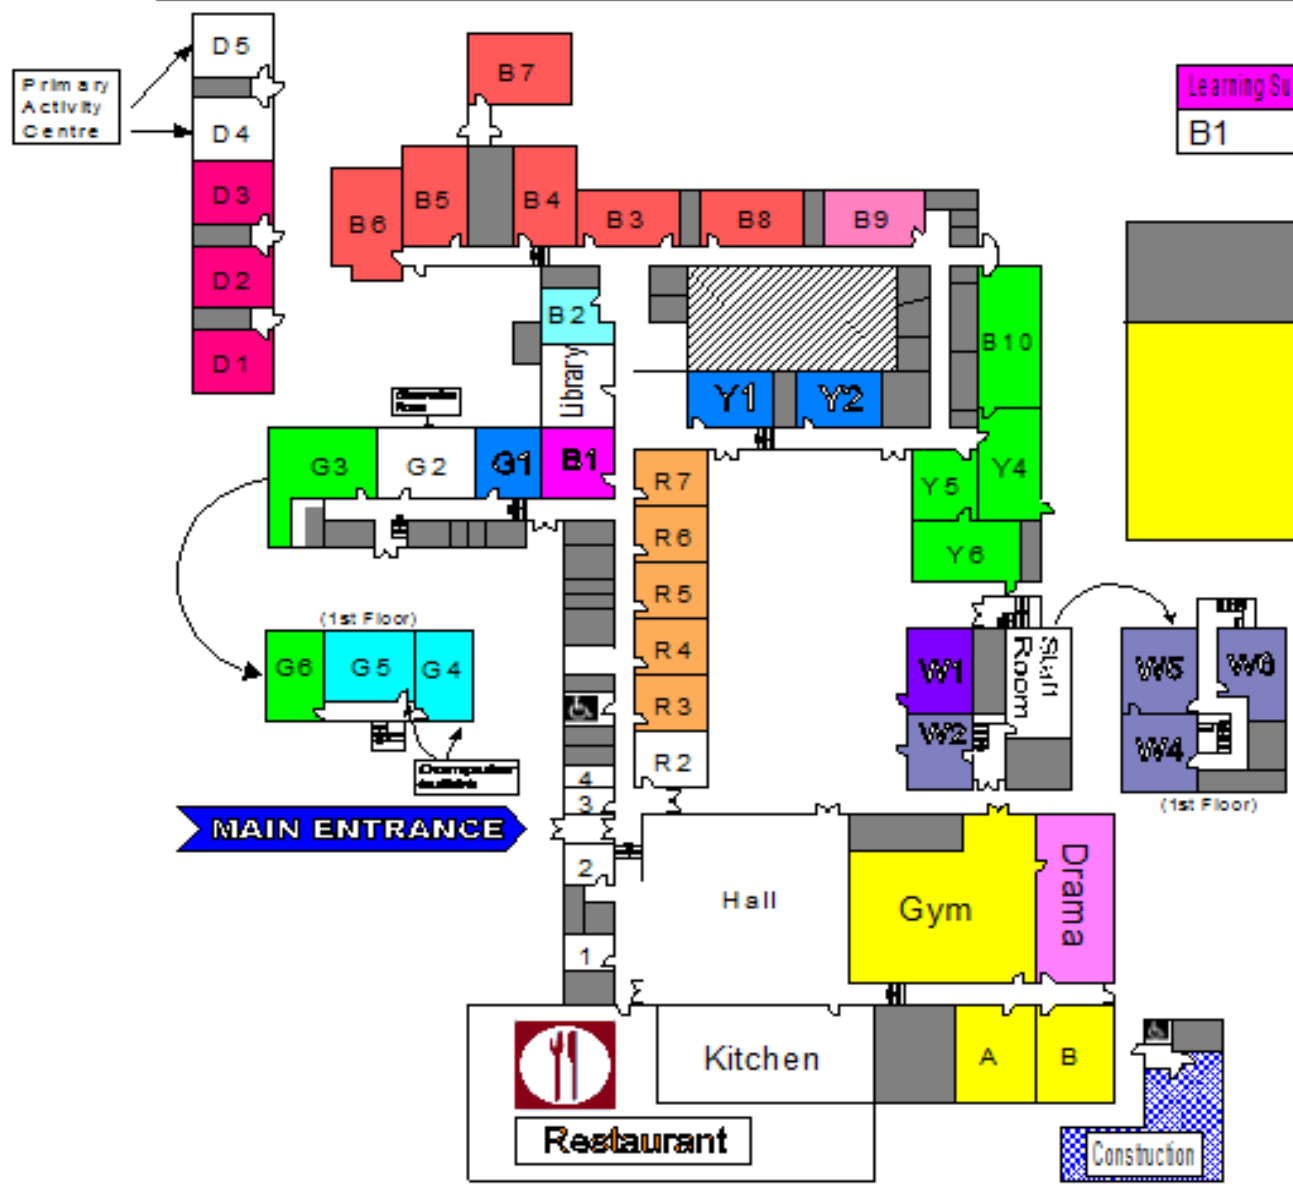 D5
Primary
Activity
Centre
D4
D3
D2
D1
B7
Learning Su
B1
B6
B5
B4
B3
B8
B9
B2
Library
B10
Y1
Y2
G3
G2
G1
B1
R7
R6
R5
R4
R3
R2
Y5
Y4
Y6
(1st Floor)
G6
G5
G4
W1
W2
Staff
Room
W5
W6
W4
(1st Floor)
4
3
MAIN ENTRANCE
2
1
Hall
Gym
Drama
Kitchen
A
B
Restaurant
Construction